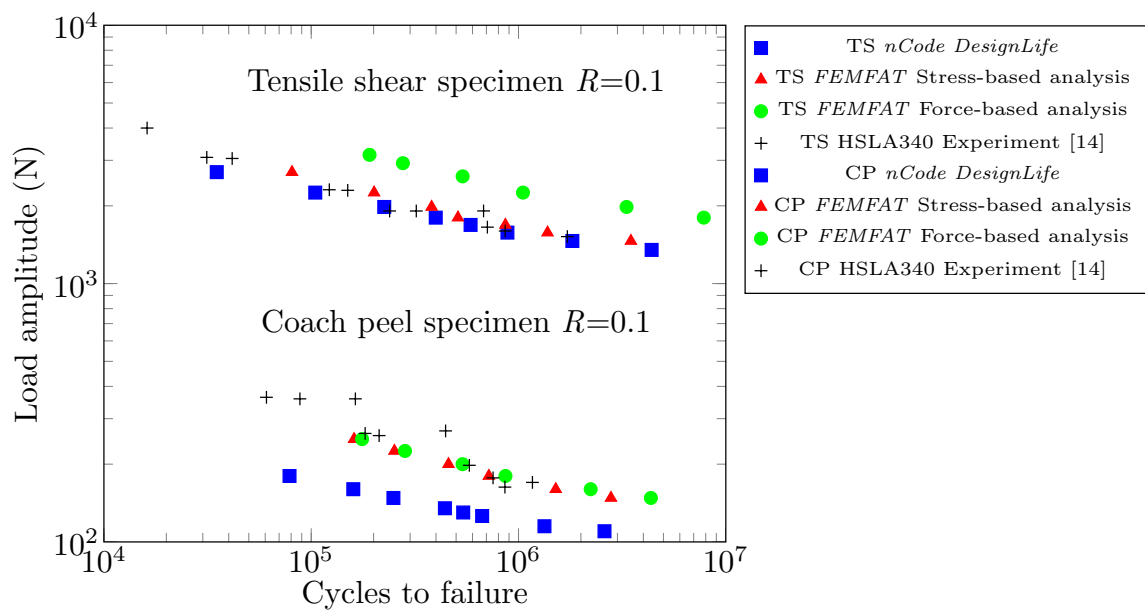 10^4
10^3
10^2
Load amplitude (N)
Tensile shear specimen R=0.1
Coach peel specimen R=0.1
10^4
10^5
10^6
10^7
Cycles to failure
TS nCode DesignLife
TS FEMFAT Stress-based analysis
TS FEMFAT Force-based analysis
TS HSLA340 Experiment [14]
CP nCode DesignLife
CP FEMFAT Stress-based analysis
CP FEMFAT Force-based analysis
CP HSLA340 Experiment [14]